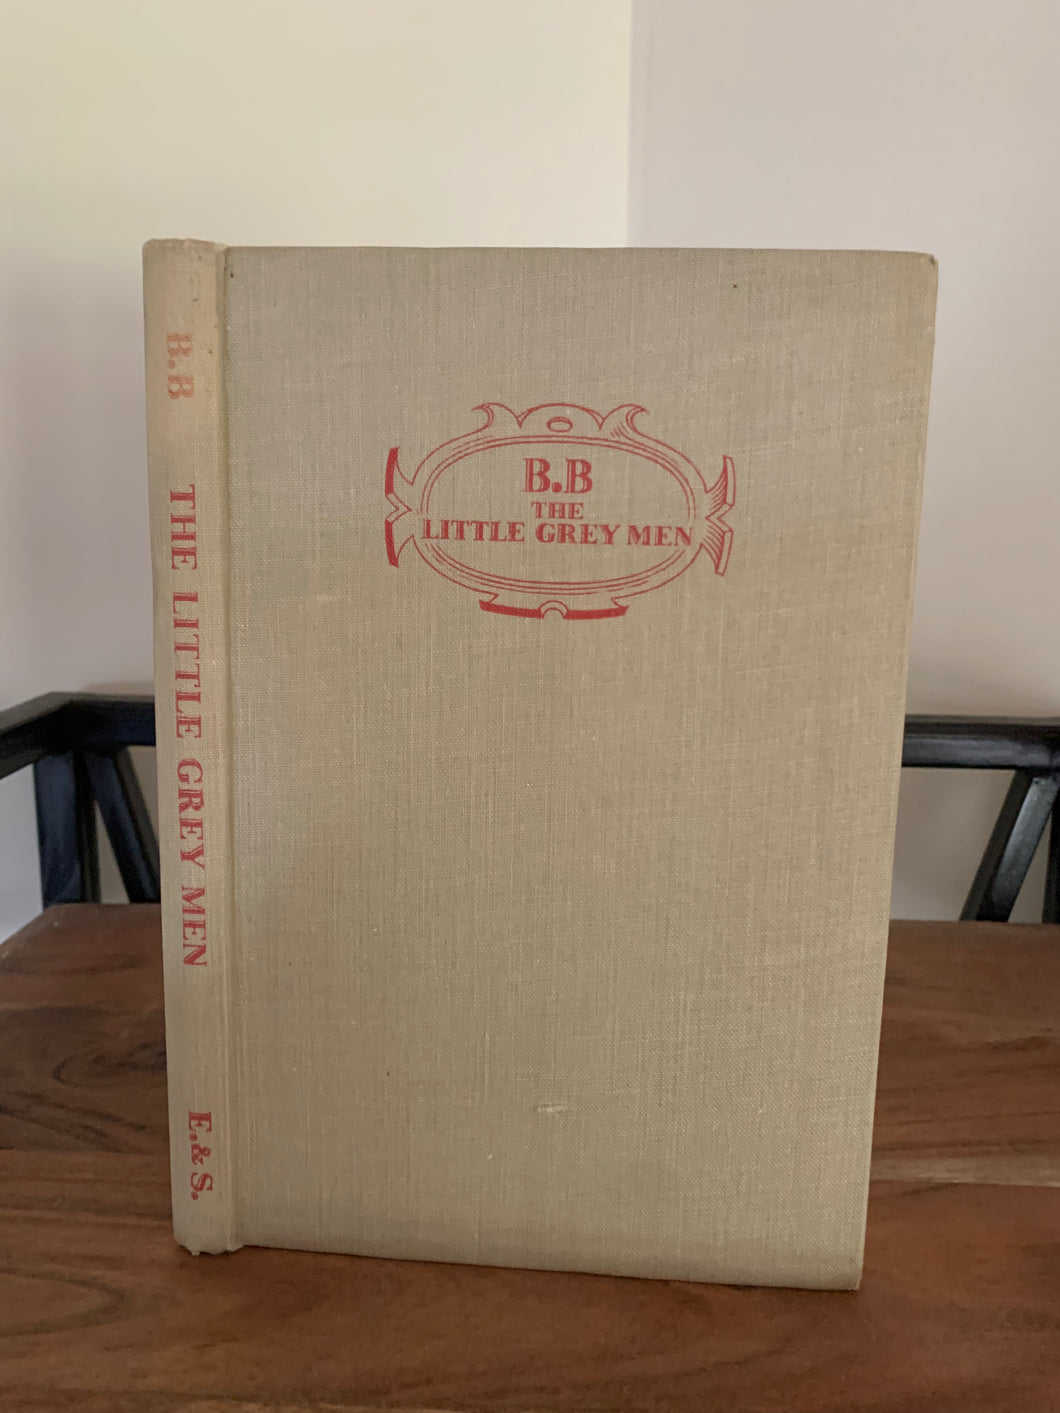 B.B
THE LITTLE GREY MEN
E.&S.
B.B
THE
LITTLE GREY MEN